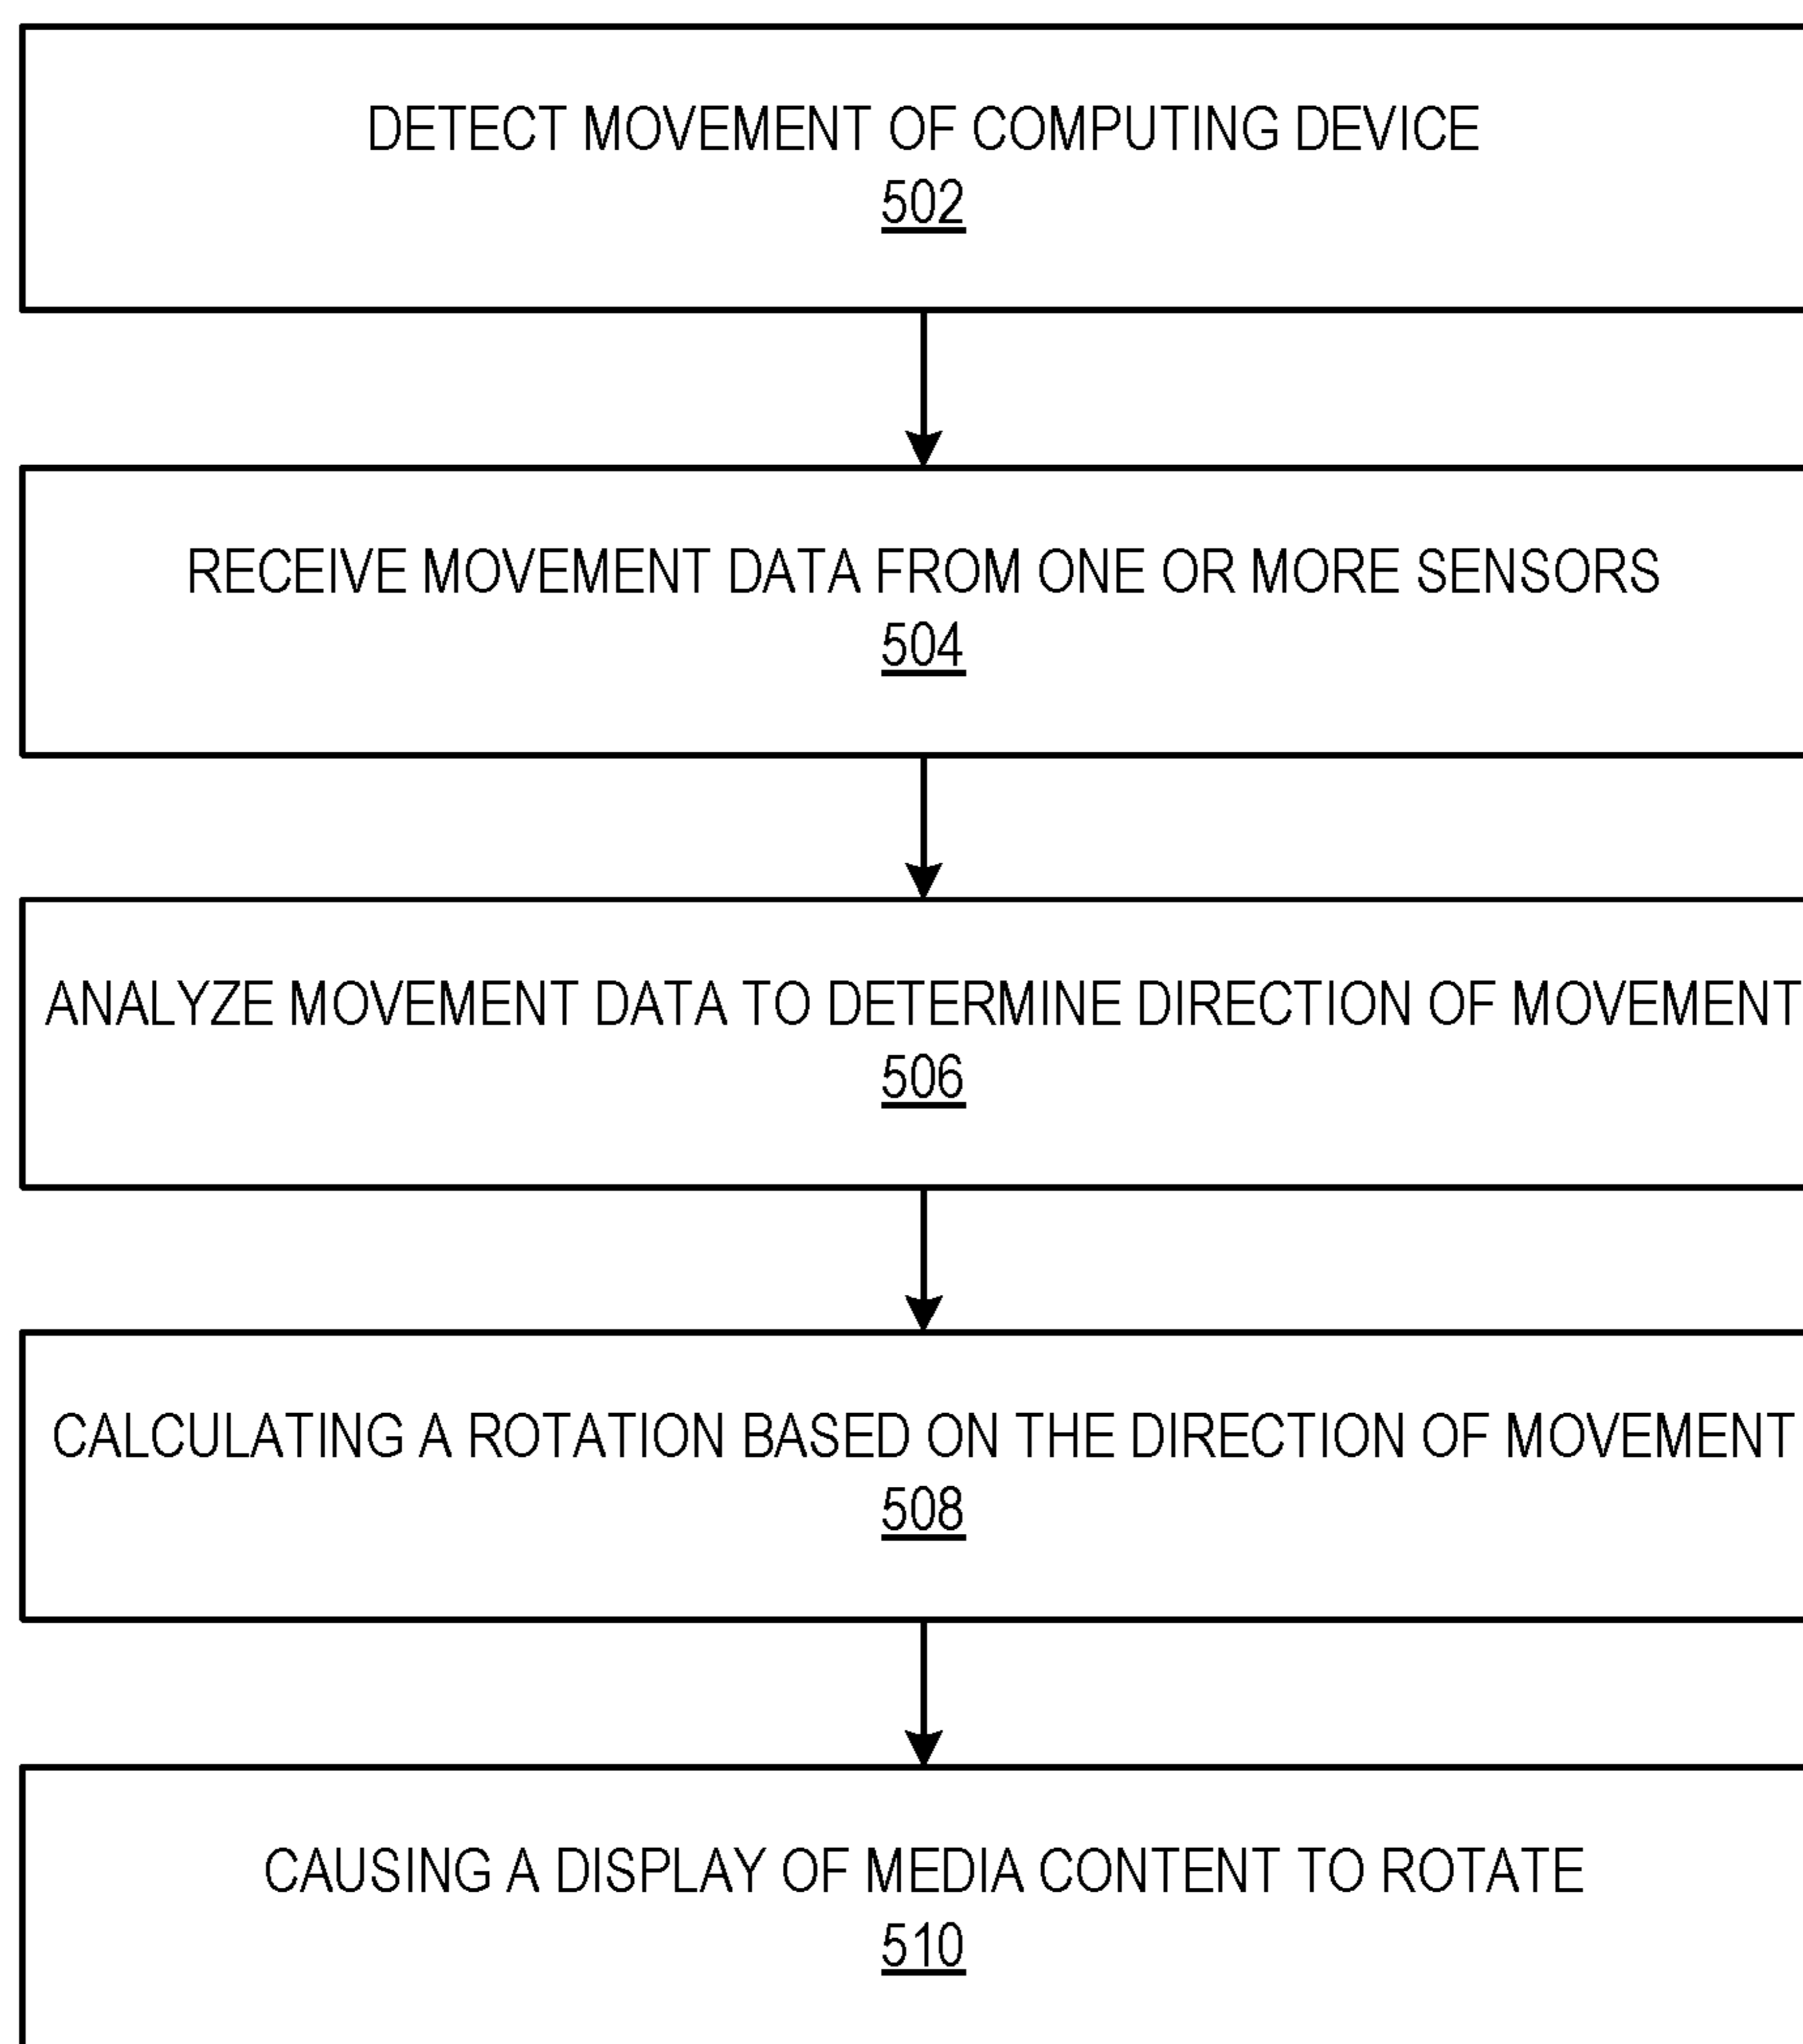 DETECT MOVEMENT OF COMPUTING DEVICE
502
RECEIVE MOVEMENT DATA FROM ONE OR MORE SENSORS
504
ANALYZE MOVEMENT DATA TO DETERMINE DIRECTION OF MOVEMENT
506
CALCULATING A ROTATION BASED ON THE DIRECTION OF MOVEMENT
508
CAUSING A DISPLAY OF MEDIA CONTENT TO ROTATE
510